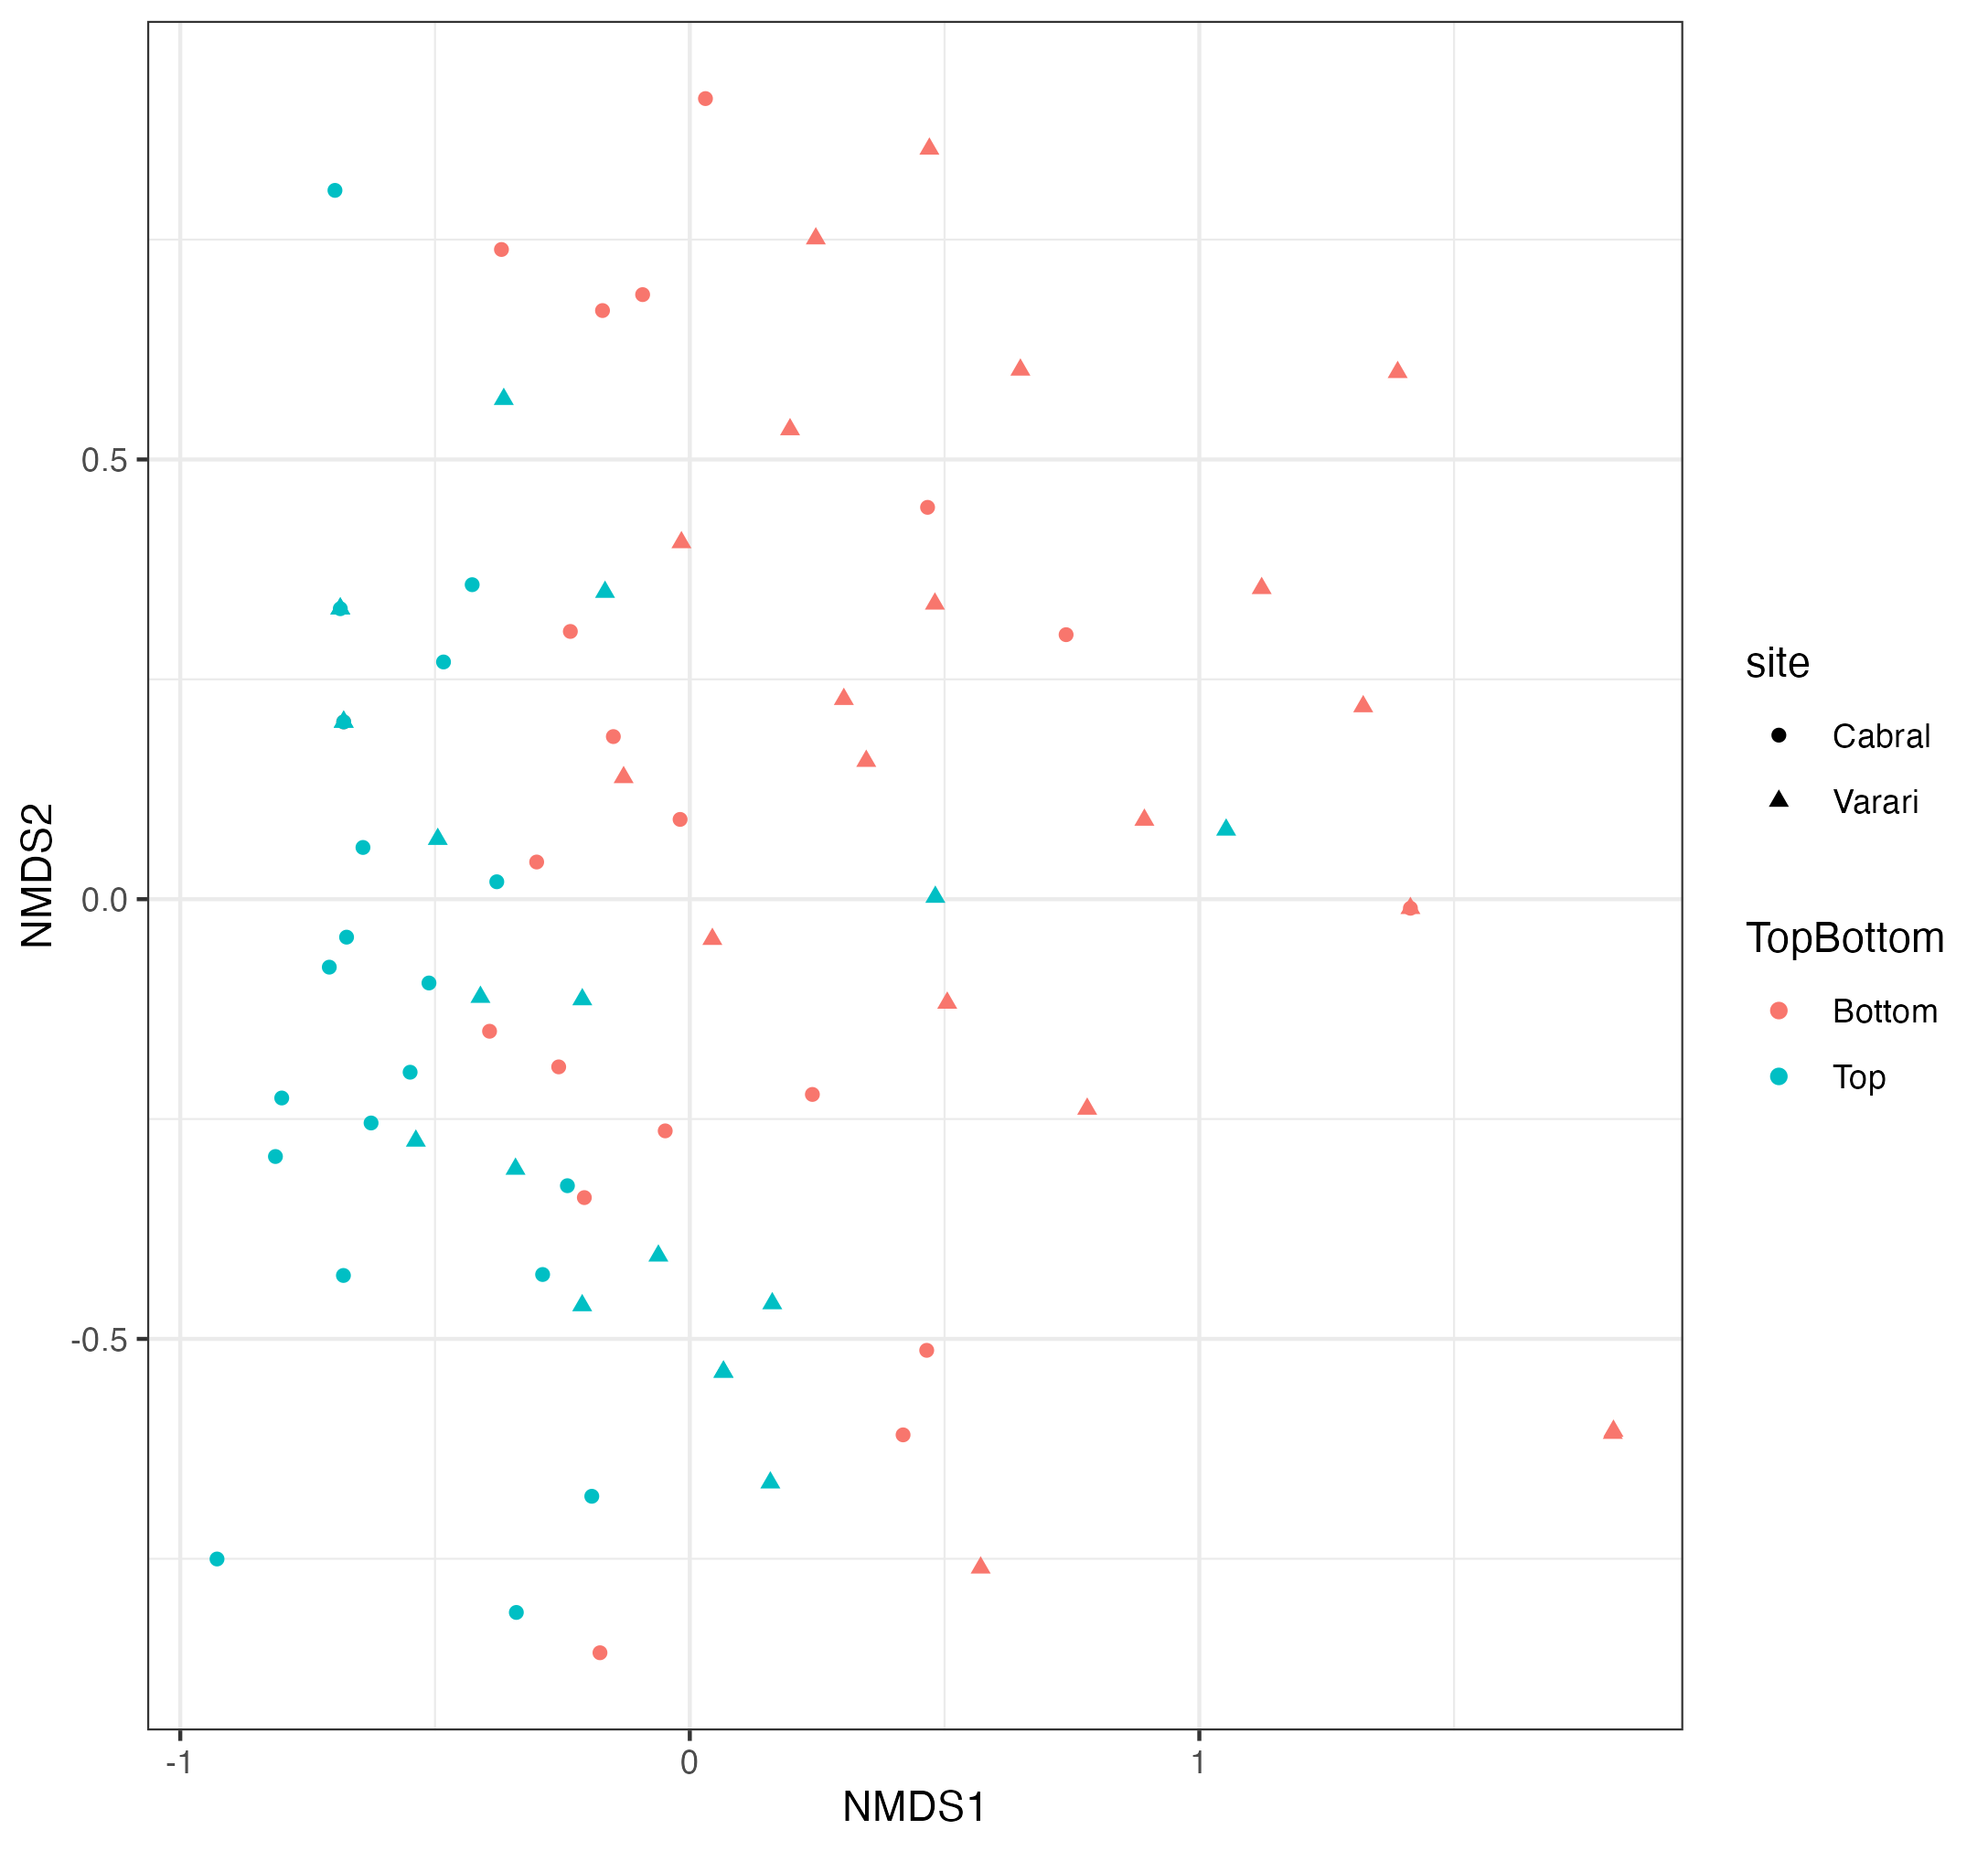 NMDS2
0.5
0.0
-0.5
-1
0
1
NMDS1
site
Cabral
Varari
TopBottom
Bottom
Top